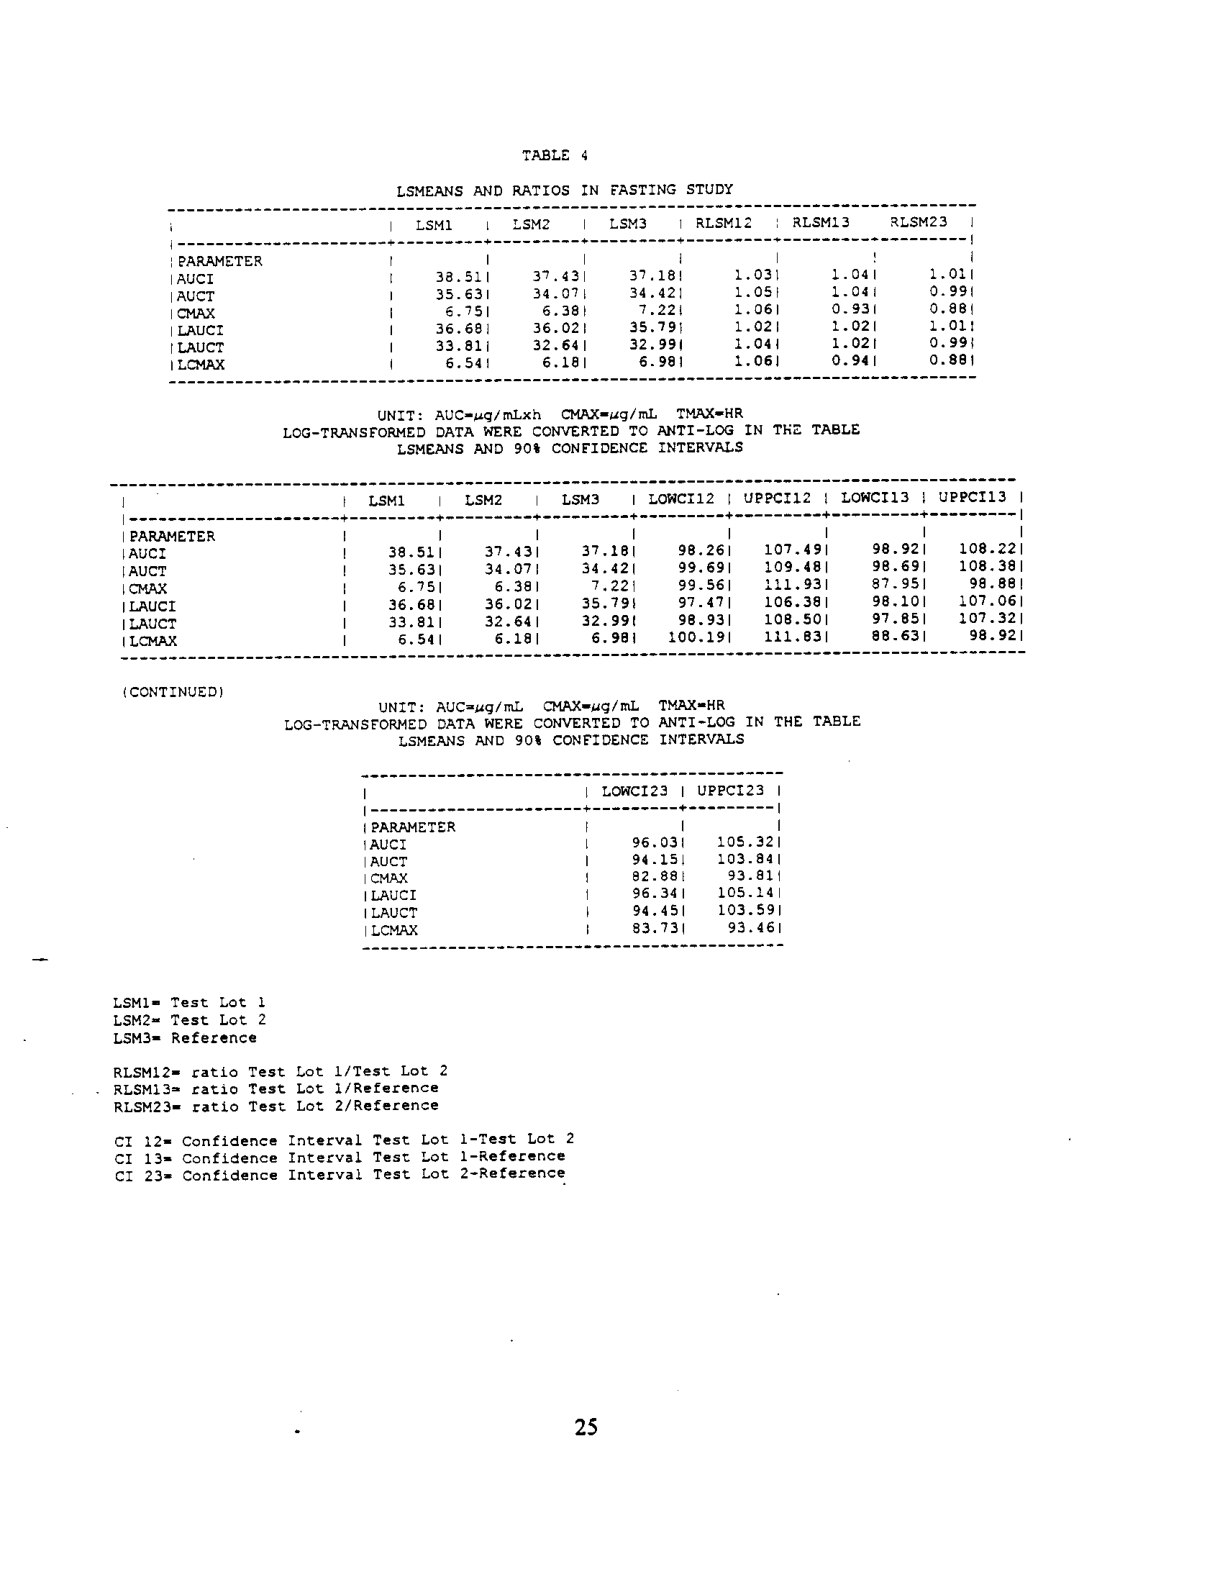 TABLE 4
LSMEANS AND RATIOS IN FASTING STUDY
| | LSM1 | LSM2 | LSM3 | RLSM12 | RLSM13 RLSM23 |
|PARAMETER | | | | | | |
|AUCI | 38.51| 37.43| 37.18| 1.03| 1.04| 1.01|
|AUCT | 35.63| 34.07| 34.42| 1.05| 1.04| 0.99|
|CMAX | 6.75| 6.38| 7.22| 1.06| 0.93| 0.88|
|LAUCI | 36.68| 36.02| 35.79| 1.02| 1.02| 1.01|
|LAUCT | 33.81| 32.64| 32.99| 1.04| 1.02| 0.99|
|LCMAX | 6.54| 6.18| 6.98| 1.06| 0.94| 0.88|
UNIT: AUC=µg/mLxh CMAX=µg/mL TMAX=HR
LOG-TRANSFORMED DATA WERE CONVERTED TO ANTI-LOG IN THE TABLE
LSMEANS AND 90% CONFIDENCE INTERVALS
| | LSM1 | LSM2 | LSM3 | LOWCI12 | UPPCI12 | LOWCI13 | UPPCI13 |
|PARAMETER | | | | | | | |
|AUCI | 38.51| 37.43| 37.18| 98.26| 107.49| 98.92| 108.22|
|AUCT | 35.63| 34.07| 34.42| 99.69| 109.48| 98.69| 108.38|
|CMAX | 6.75| 6.38| 7.22| 99.56| 111.93| 87.95| 98.88|
|LAUCI | 36.68| 36.02| 35.79| 97.47| 106.38| 98.10| 107.06|
|LAUCT | 33.81| 32.64| 32.99| 98.93| 108.50| 97.85| 107.32|
|LCMAX | 6.54| 6.18| 6.98| 100.19| 111.83| 88.63| 98.92|
(CONTINUED)
UNIT: AUC=µg/mL CMAX=µg/mL TMAX=HR
LOG-TRANSFORMED DATA WERE CONVERTED TO ANTI-LOG IN THE TABLE
LSMEANS AND 90% CONFIDENCE INTERVALS
| | LOWCI23 | UPPCI23 |
|PARAMETER | | |
|AUCI | 96.03| 105.32|
|AUCT | 94.15| 103.84|
|CMAX | 82.88| 93.81|
|LAUCI | 96.34| 105.14|
|LAUCT | 94.45| 103.59|
|LCMAX | 83.73| 93.46|
LSM1= Test Lot 1
LSM2= Test Lot 2
LSM3= Reference
RLSM12= ratio Test Lot 1/Test Lot 2
RLSM13= ratio Test Lot 1/Reference
RLSM23= ratio Test Lot 2/Reference
CI 12= Confidence Interval Test Lot 1-Test Lot 2
CI 13= Confidence Interval Test Lot 1-Reference
CI 23= Confidence Interval Test Lot 2-Reference
25